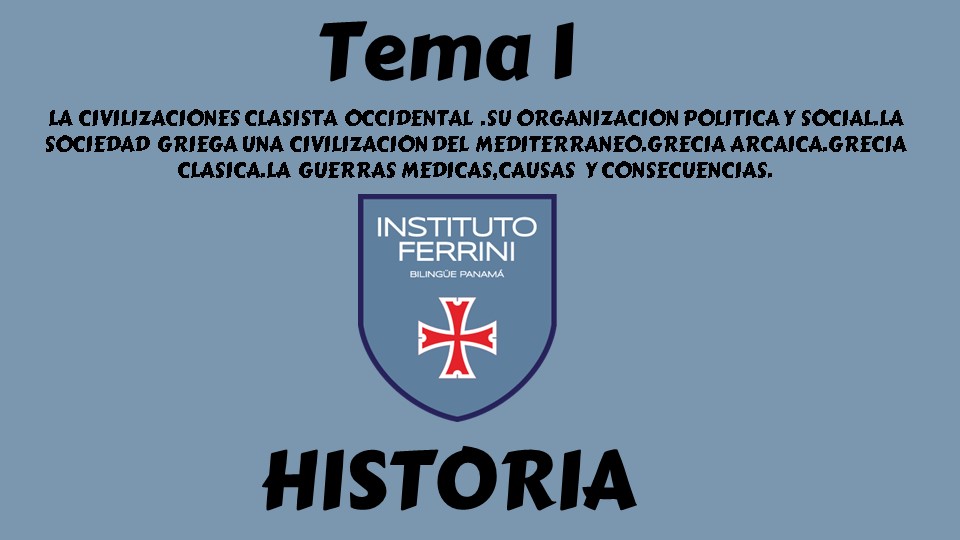 Tema 1
LA CIVILIZACIONES CLASISTA OCCIDENTAL .SU ORGANIZACION POLITICA Y SOCIAL.LA
SOCIEDAD GRIEGA UNA CIVILIZACION DEL MEDITERRANEO.GRECIA ARCAICA.GRECIA
CLASICA.LA GUERRAS MEDICAS,CAUSAS Y CONSECUENCIAS.
INSTITUTO
FERRINI
BILINGÜE PANAMÁ
HISTORIA